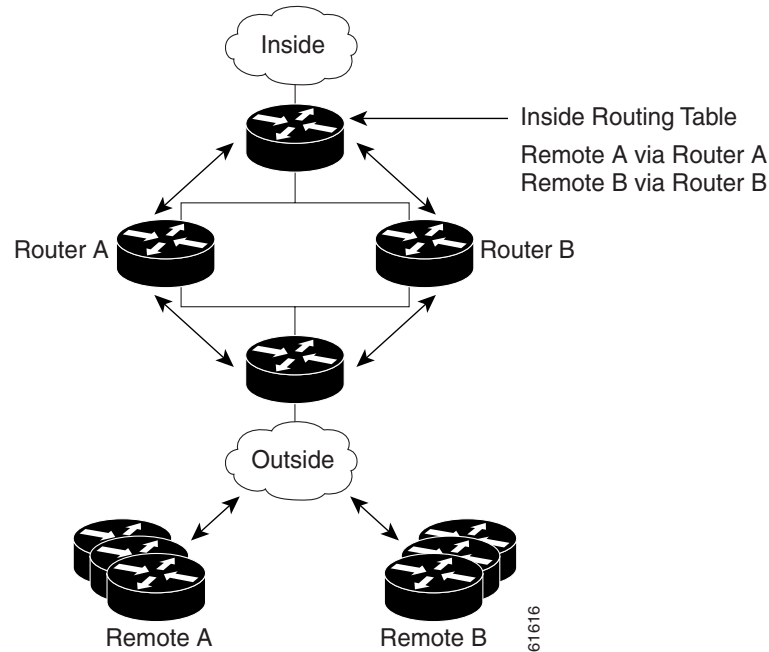 Inside
Inside Routing Table
Remote A via Router A
Remote B via Router B
Router A
Router B
Outside
Remote A
Remote B
61616